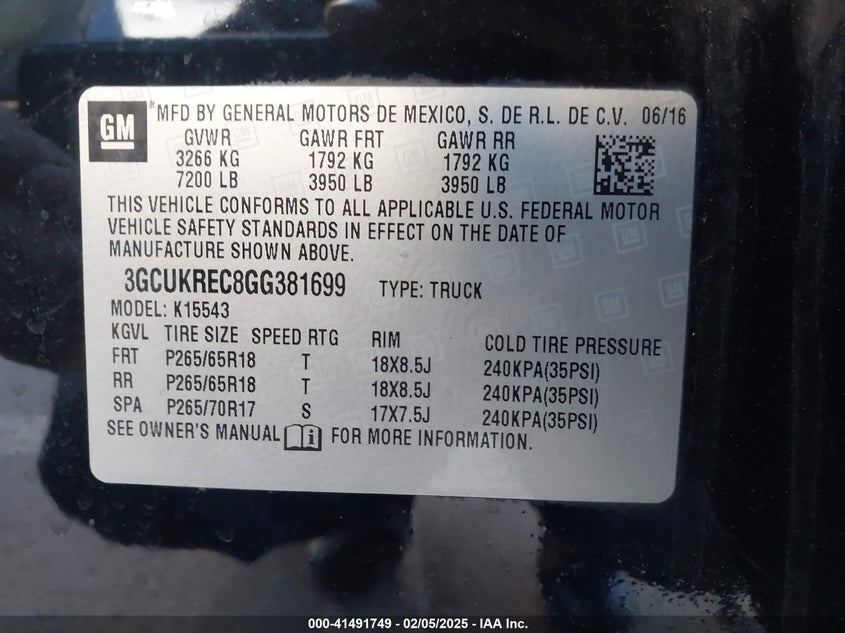 GM
® MFD BY GENERAL MOTORS DE MEXICO, S. DE R.L. DE C.V. 06/16
GVWR GAWR FRT GAWR RR
3266 KG 1792 KG 1792 KG
7200 LB 3950 LB 3950 LB
THIS VEHICLE CONFORMS TO ALL APPLICABLE U.S. FEDERAL MOTOR
VEHICLE SAFETY STANDARDS IN EFFECT ON THE DATE OF
MANUFACTURE SHOWN ABOVE.
3GCUKREC8GG381699 TYPE: TRUCK
MODEL: K15543
KGVL TIRE SIZE SPEED RTG RIM COLD TIRE PRESSURE
FRT P265/65R18 T 18X8.5J 240KPA(35PSI)
RR P265/65R18 T 18X8.5J 240KPA(35PSI)
SPA P265/70R17 S 17X7.5J 240KPA(35PSI)
SEE OWNER'S MANUAL i FOR MORE INFORMATION.
000-41491749 - 02/05/2025 - IAA Inc.